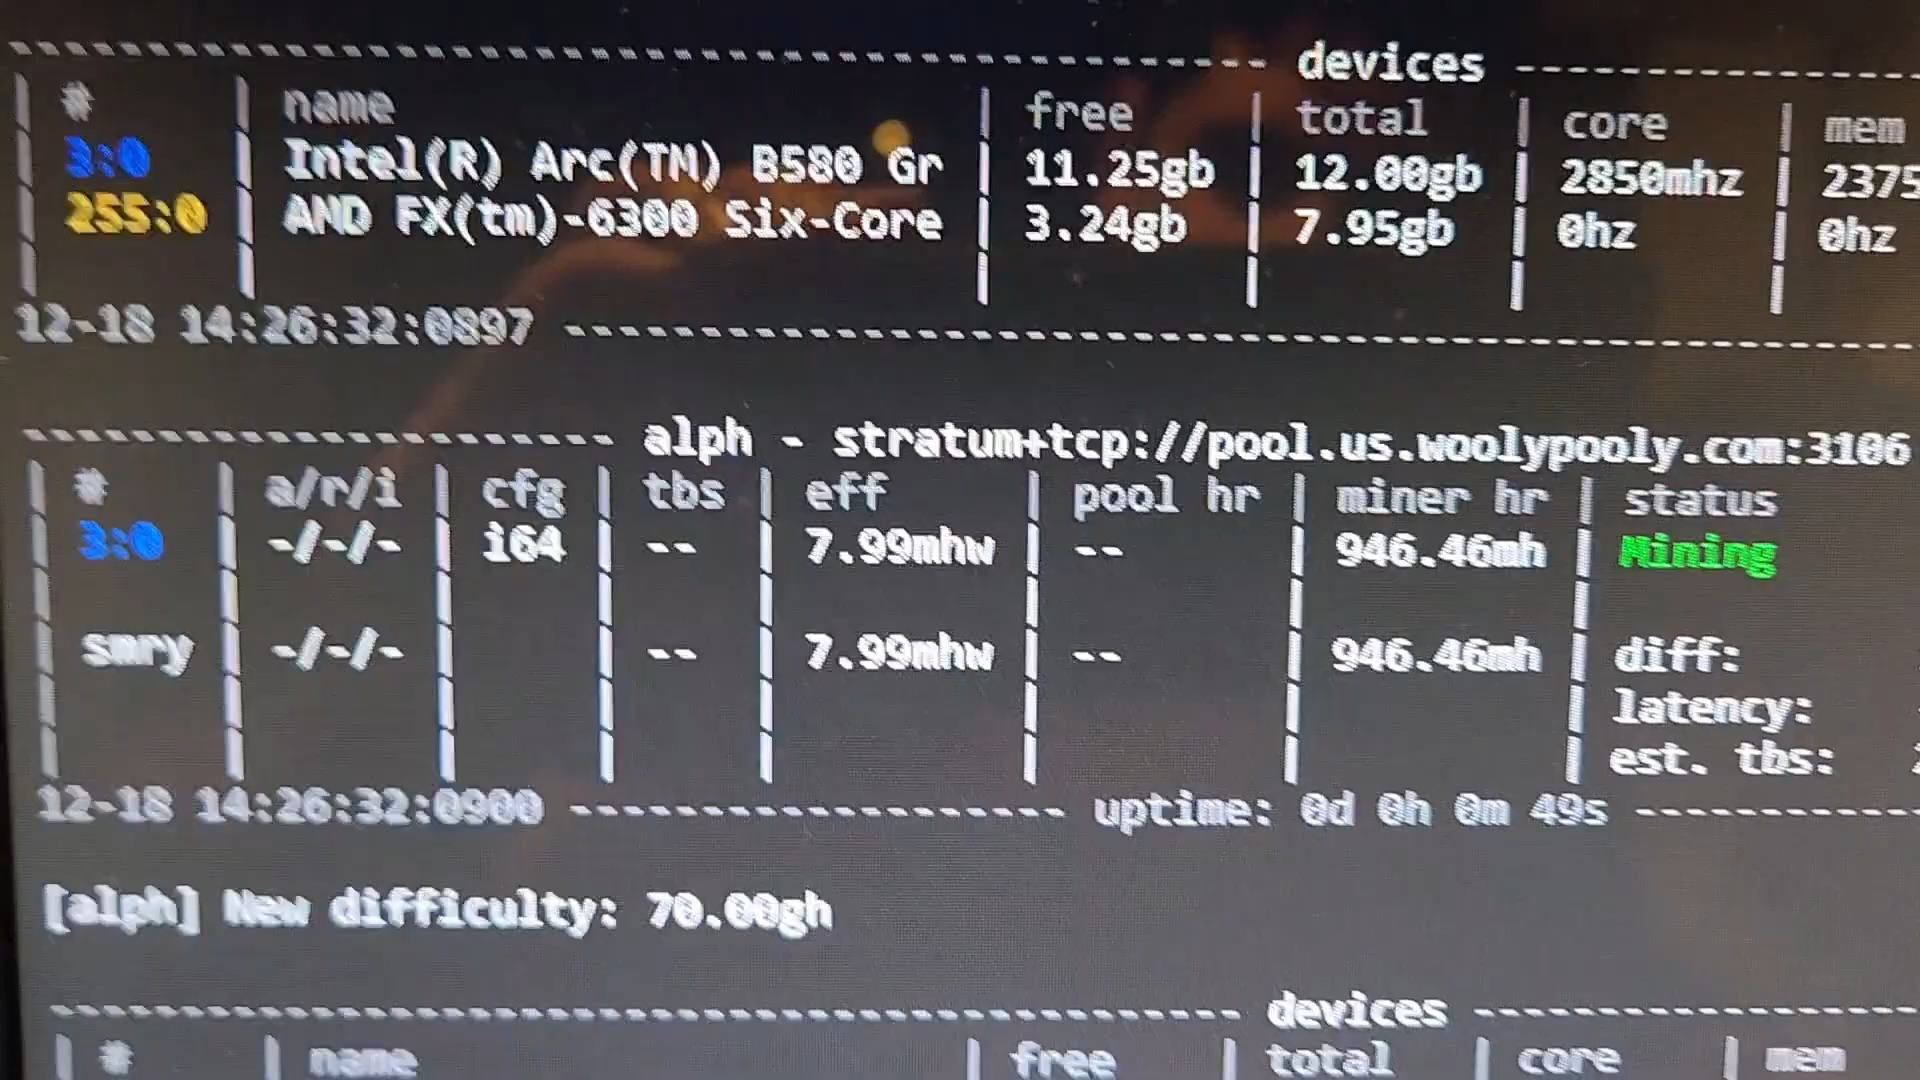 devices
# | name | free | total | core | mem
3:0 | Intel(R) Arc(TM) B580 Gr | 11.25gb | 12.00gb | 2850mhz | 2375
255:0 | AMD FX(tm)-6300 Six-Core | 3.24gb | 7.95gb | 0hz | 0hz
12-18 14:26:32:0897
alph - stratum+tcp://pool.us.woolypooly.com:3106
# | a/r/i | cfg | tbs | eff | pool hr | miner hr | status
3:0 | -/-/- | i64 | -- | 7.99mhw | -- | 946.46mh | Mining
smry | -/-/- | | -- | 7.99mhw | -- | 946.46mh | diff:
latency:
est. tbs:
12-18 14:26:32:0900 uptime: 0d 0h 0m 49s
[alph] New difficulty: 70.00gh
devices
# | name | free | total | core | mem